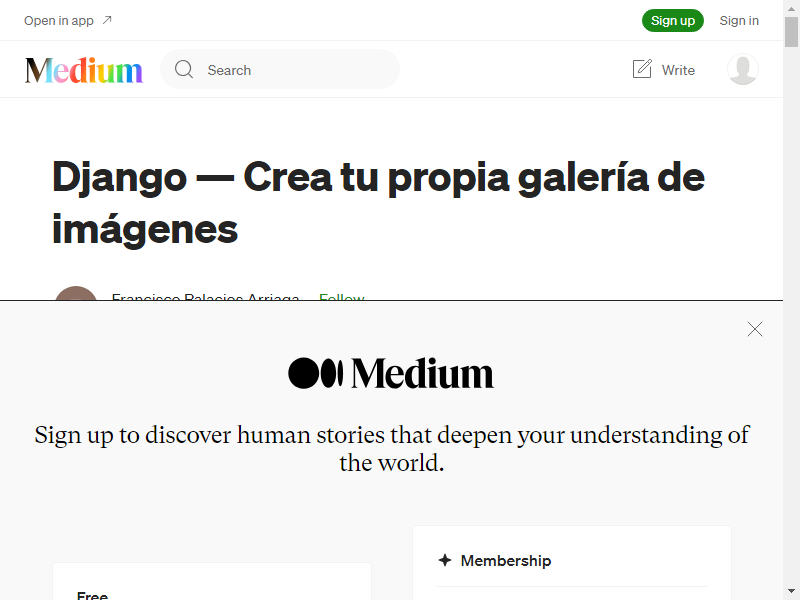 Open in app
Sign up
Sign in
Medium
Search
Write
Django — Crea tu propia galería de
imágenes
Francisco Palacios Arriaga
Follow
Medium
Sign up to discover human stories that deepen your understanding of
the world.
Membership
Free